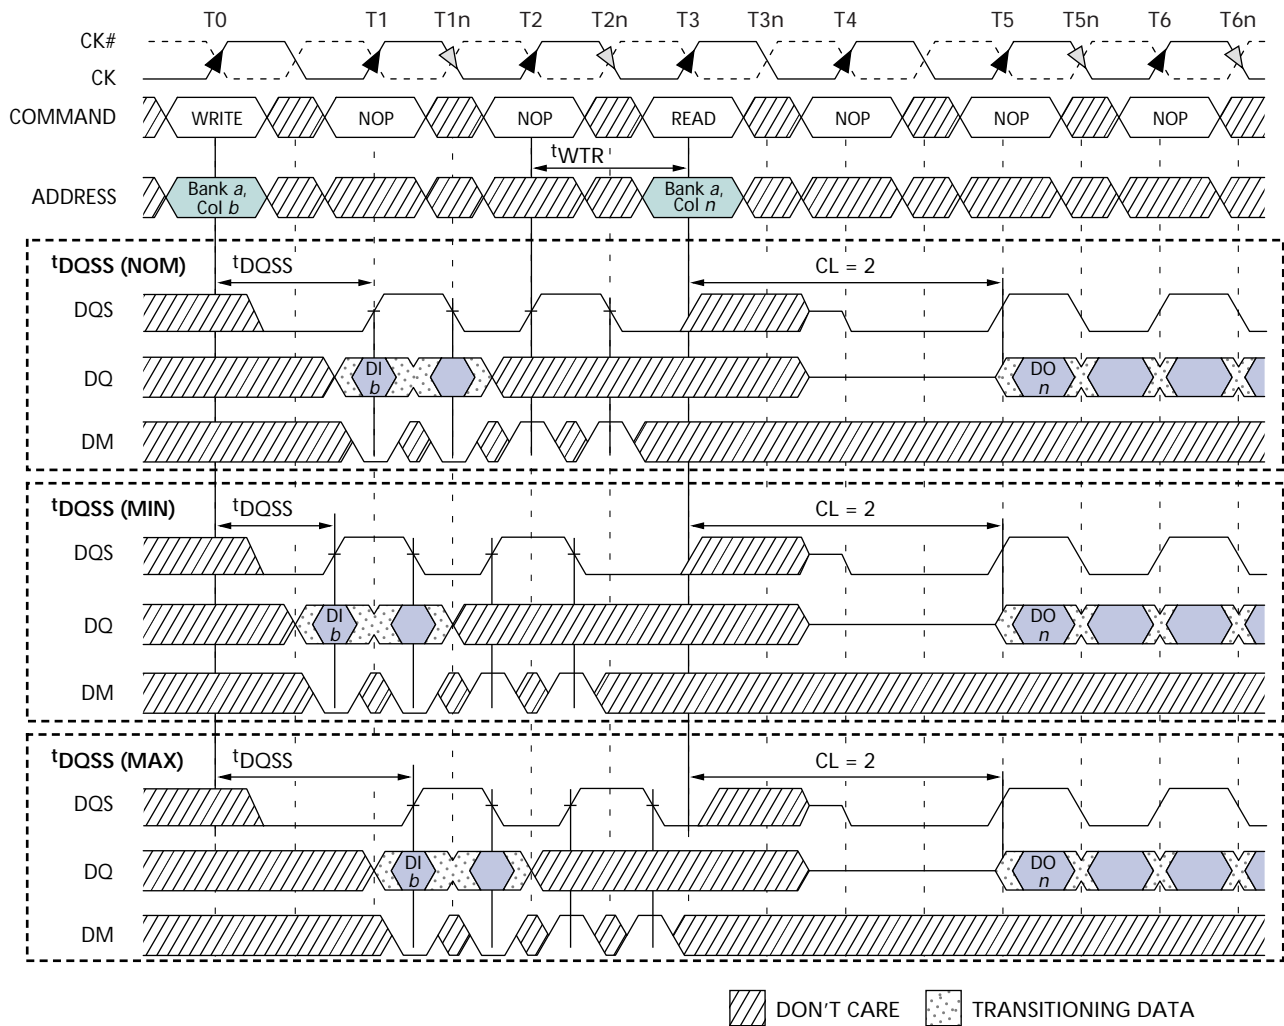 T0 T1 T1n T2 T2n T3 T3n T4 T5 T5n T6 T6n
CK#
CK
COMMAND WRITE NOP NOP READ NOP NOP NOP
tWTR
ADDRESS Bank a, Col b Bank a, Col n
tDQSS (NOM) tDQSS CL = 2
DQS
DQ DI b DO n
DM
tDQSS (MIN) tDQSS CL = 2
DQS
DQ DI b DO n
DM
tDQSS (MAX) tDQSS CL = 2
DQS
DQ DI b DO n
DM
DON'T CARE TRANSITIONING DATA